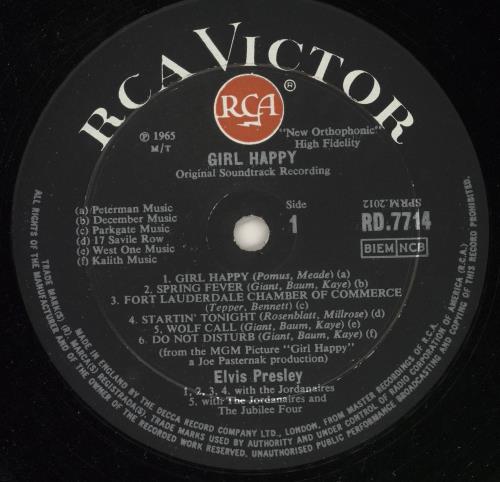 RCA VICTOR
RCA
®
"New Orthophonic"
High Fidelity
℗ 1965
M/T
GIRL HAPPY
Original Soundtrack Recording
(a) Peterman Music
(b) December Music
(c) Parkgate Music
(d) 17 Savile Row
(e) West One Music
(f) Kalith Music
Side
1
SPRM.2012
RD.7714
BIEM NCB
1. GIRL HAPPY (Pomus, Meade) (a)
2. SPRING FEVER (Giant, Baum, Kaye) (b)
3. FORT LAUDERDALE CHAMBER OF COMMERCE
(Tepper, Bennett) (c)
4. STARTIN' TONIGHT (Rosenblatt, Millrose) (d)
5. WOLF CALL (Giant, Baum, Kaye) (e)
6. DO NOT DISTURB (Giant, Baum, Kaye) (f)
(from the MGM Picture "Girl Happy",
a Joe Pasternak production)
Elvis Presley
1, 2, 3, 4, with the Jordanaires
5. with The Jordanaires and
The Jubilee Four
MADE IN ENGLAND BY THE DECCA RECORD COMPANY LTD., LONDON, FROM MASTER RECORDINGS OF R.C.A.
TRADE MARK(S) (R.) MARCA(S) REGISTRADA(S). TRADE MARKS USED BY AUTHORITY AND UNDER CONTROL OF RADIO CORPORATION OF AMERICA (R.C.A.)
ALL RIGHTS OF THE MANUFACTURER AND OF THE OWNER OF THE RECORDED WORK RESERVED. UNAUTHORISED PUBLIC PERFORMANCE BROADCASTING AND COPYING OF THIS RECORD PROHIBITED.